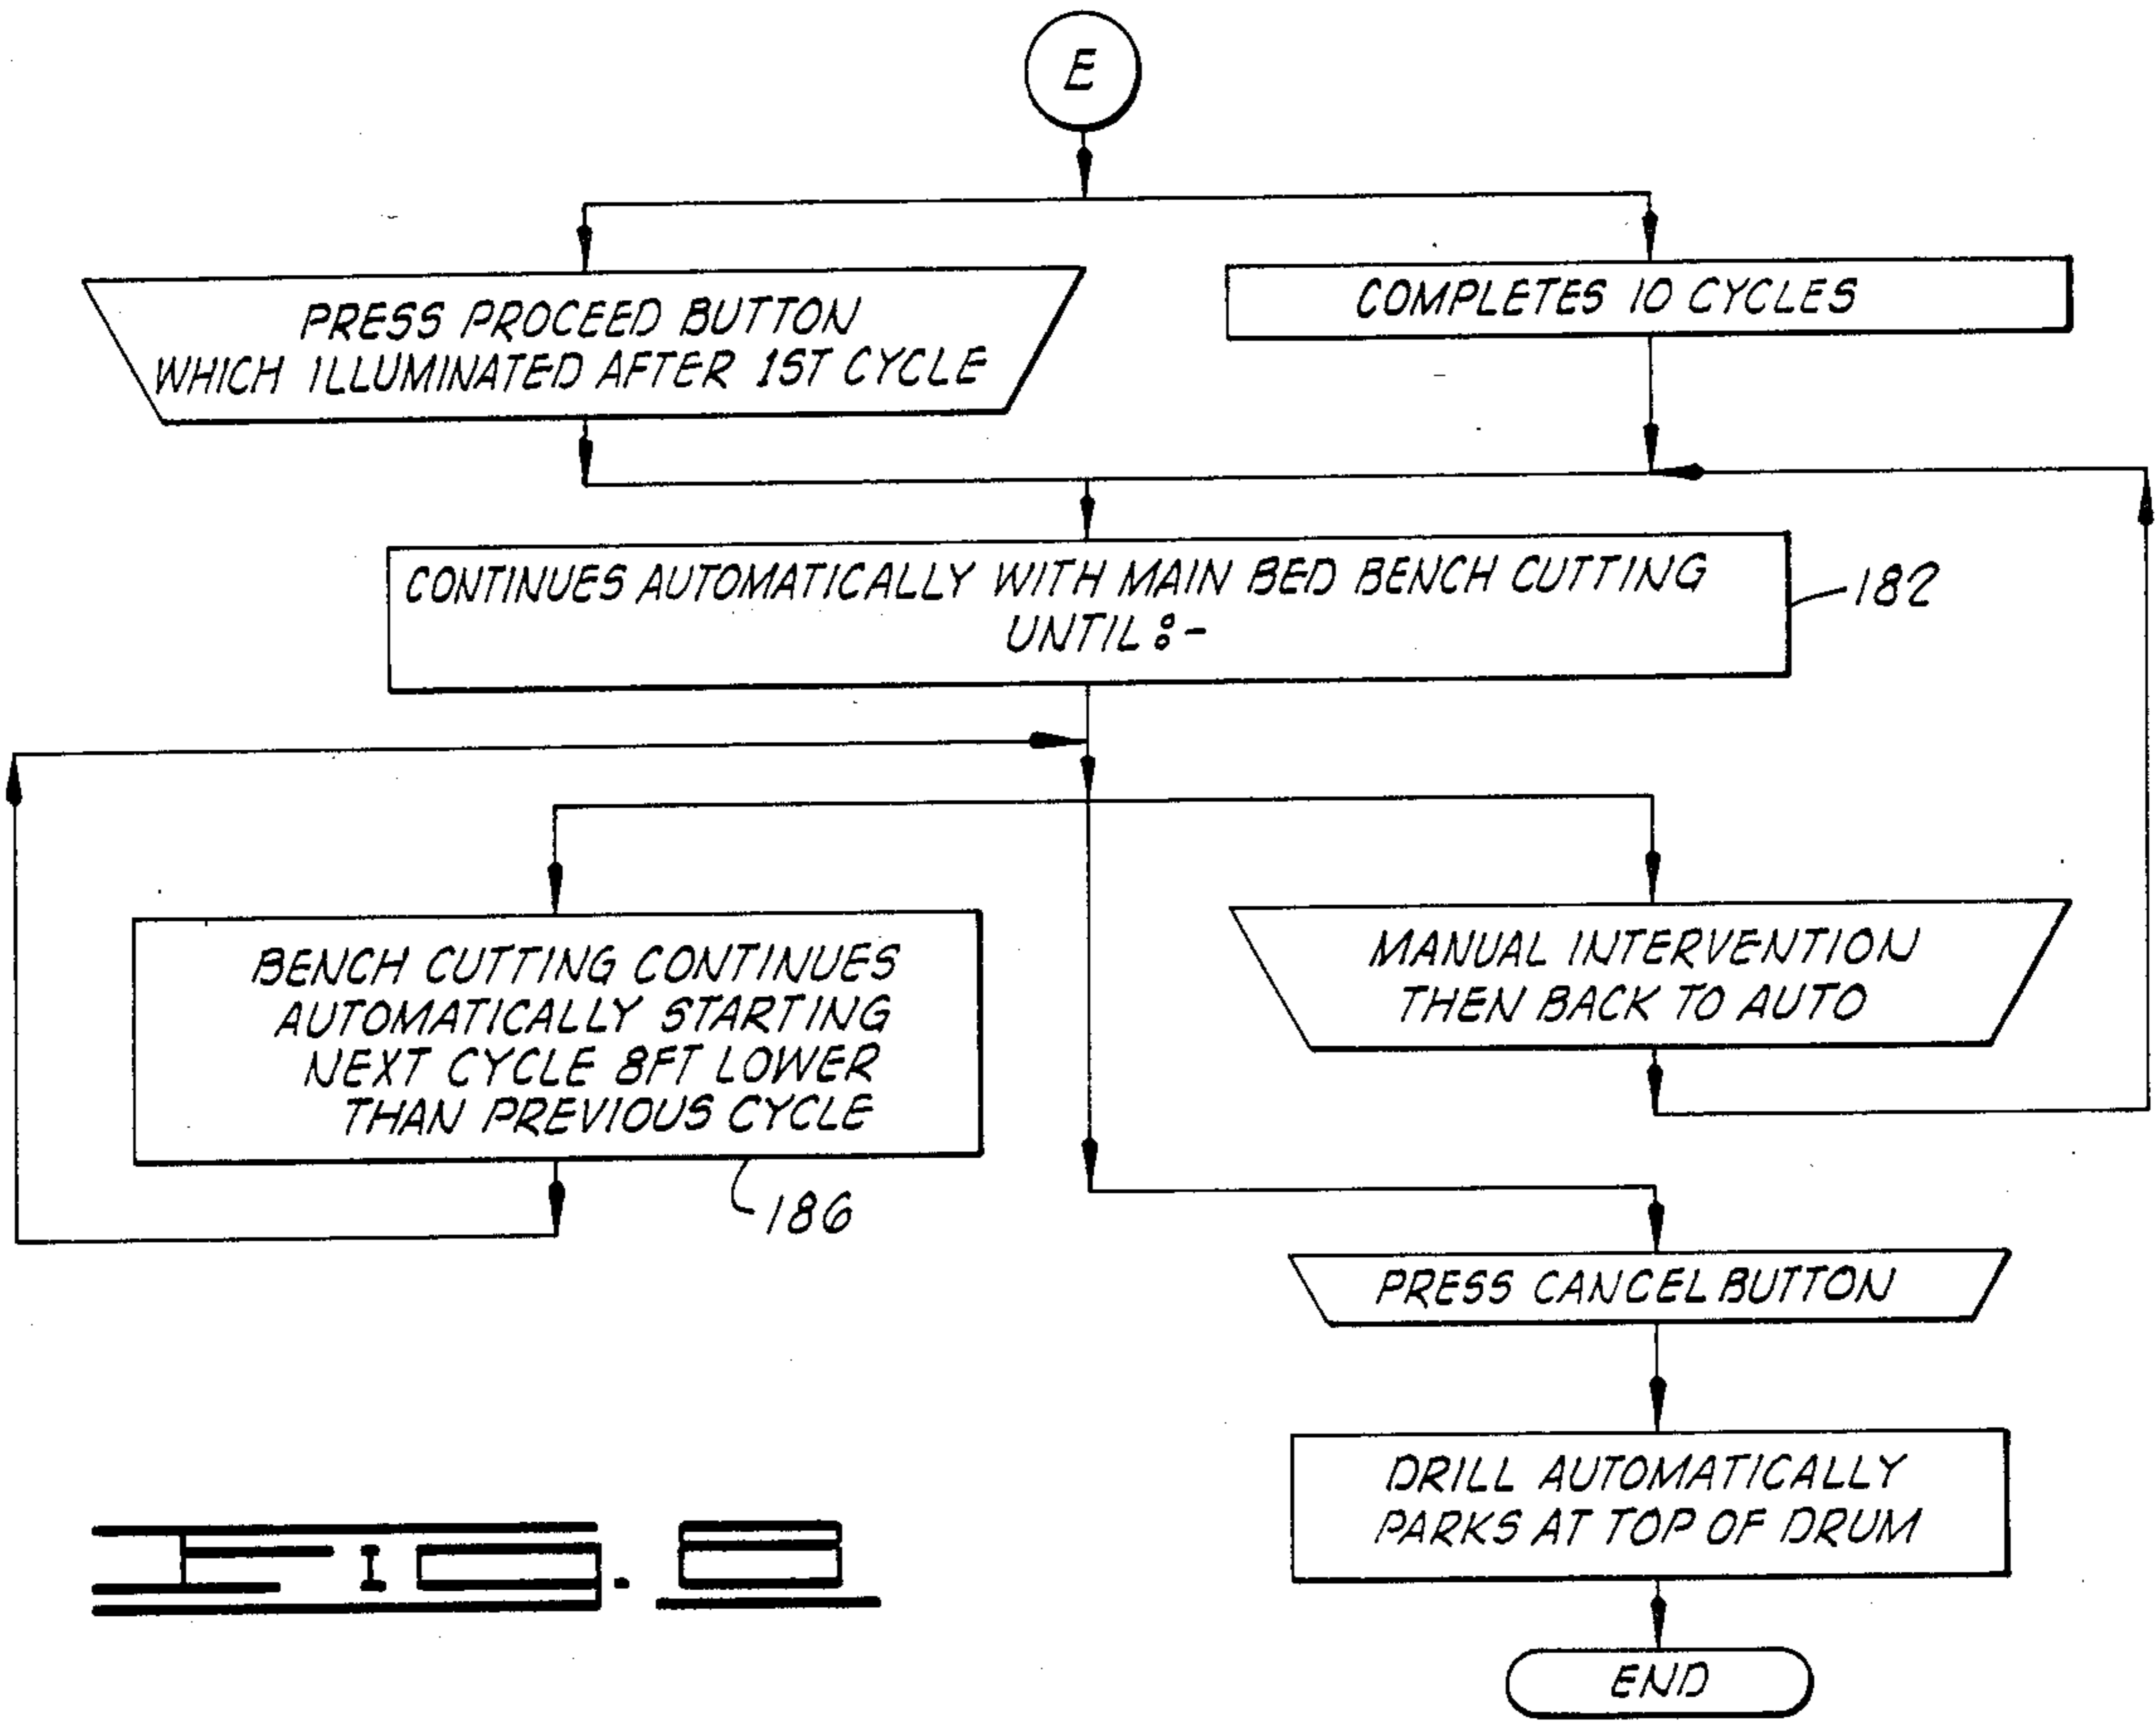 E
PRESS PROCEED BUTTON
WHICH ILLUMINATED AFTER 1ST CYCLE
COMPLETES 10 CYCLES
CONTINUES AUTOMATICALLY WITH MAIN BED BENCH CUTTING
UNTIL:-
182
BENCH CUTTING CONTINUES
AUTOMATICALLY STARTING
NEXT CYCLE 8FT LOWER
THAN PREVIOUS CYCLE
186
MANUAL INTERVENTION
THEN BACK TO AUTO
PRESS CANCEL BUTTON
DRILL AUTOMATICALLY
PARKS AT TOP OF DRUM
END